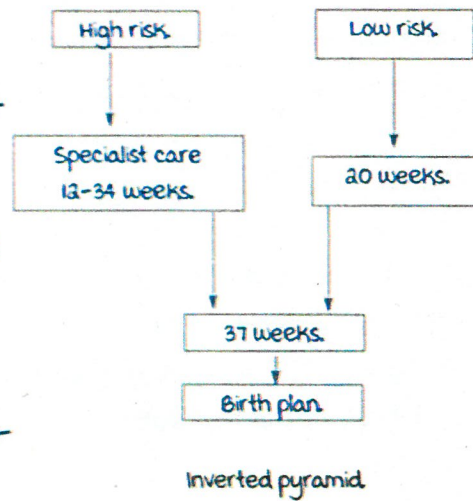 High risk.
Low risk.
Specialist care
12-34 weeks.
20 weeks.
37 weeks.
Birth plan.
Inverted pyramid